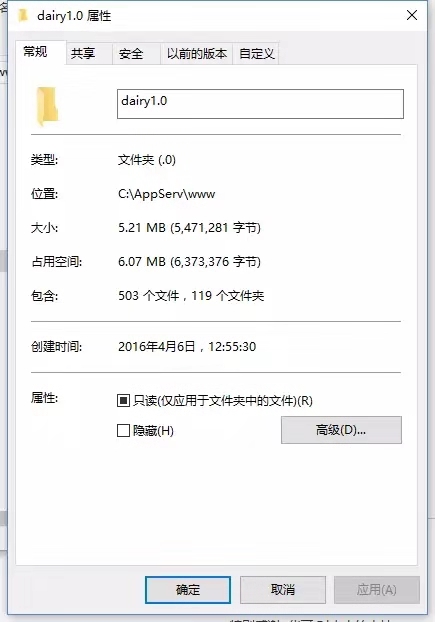 dairy1.0 属性
常规 共享 安全 以前的版本 自定义
dairy1.0
类型: 文件夹 (.0)
位置: C:\AppServ\www
大小: 5.21 MB (5,471,281 字节)
占用空间: 6.07 MB (6,373,376 字节)
包含: 503 个文件，119 个文件夹
创建时间: 2016年4月6日，12:55:30
属性: 只读(仅应用于文件夹中的文件)(R)
隐藏(H) 高级(D)...
确定 取消 应用(A)